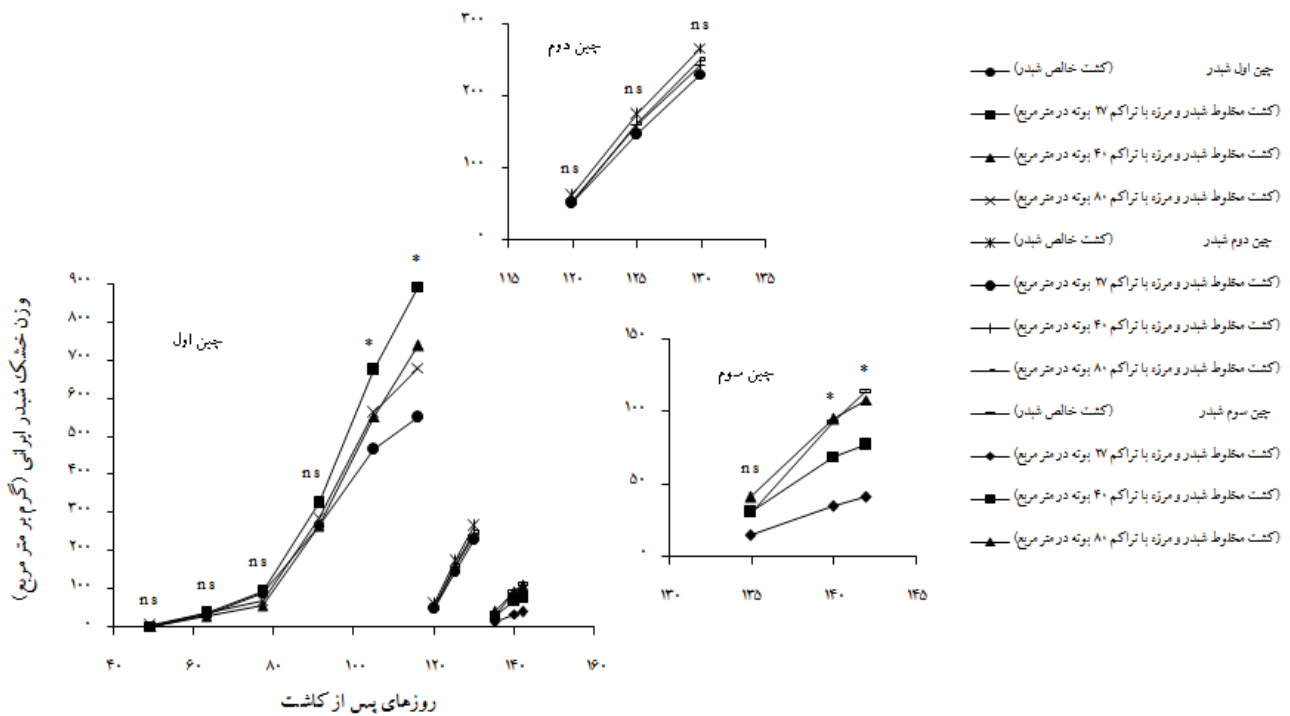 چین دوم
۳۰۰
۲۰۰
۱۰۰
۰
ns
ns
ns
۱۱۵ ۱۲۰ ۱۲۵ ۱۳۰ ۱۳۵
وزن خشک شبدر ایرانی (گرم بر متر مربع)
چین اول
۹۰۰
۸۰۰
۷۰۰
۶۰۰
۵۰۰
۴۰۰
۳۰۰
۲۰۰
۱۰۰
۰
ns
ns
ns
ns
*
*
۴۰ ۶۰ ۸۰ ۱۰۰ ۱۲۰ ۱۴۰ ۱۶۰
روزهای پس از کاشت
چین سوم
۱۵۰
۱۰۰
۵۰
۰
ns
*
*
۱۳۰ ۱۳۵ ۱۴۰ ۱۴۵
چین اول شبدر (کشت خالص شبدر)
(کشت مخلوط شبدر و مرزه با تراکم ۲۷ بوته در متر مربع)
(کشت مخلوط شبدر و مرزه با تراکم ۴۰ بوته در متر مربع)
(کشت مخلوط شبدر و مرزه با تراکم ۸۰ بوته در متر مربع)
چین دوم شبدر (کشت خالص شبدر)
(کشت مخلوط شبدر و مرزه با تراکم ۲۷ بوته در متر مربع)
(کشت مخلوط شبدر و مرزه با تراکم ۴۰ بوته در متر مربع)
(کشت مخلوط شبدر و مرزه با تراکم ۸۰ بوته در متر مربع)
چین سوم شبدر (کشت خالص شبدر)
(کشت مخلوط شبدر و مرزه با تراکم ۲۷ بوته در متر مربع)
(کشت مخلوط شبدر و مرزه با تراکم ۴۰ بوته در متر مربع)
(کشت مخلوط شبدر و مرزه با تراکم ۸۰ بوته در متر مربع)